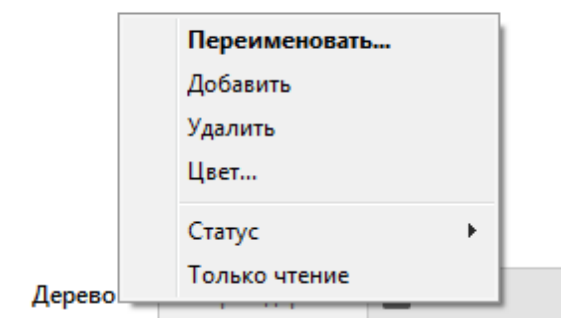 Переименовать...
Добавить
Удалить
Цвет...
Статус
Только чтение
Дерево